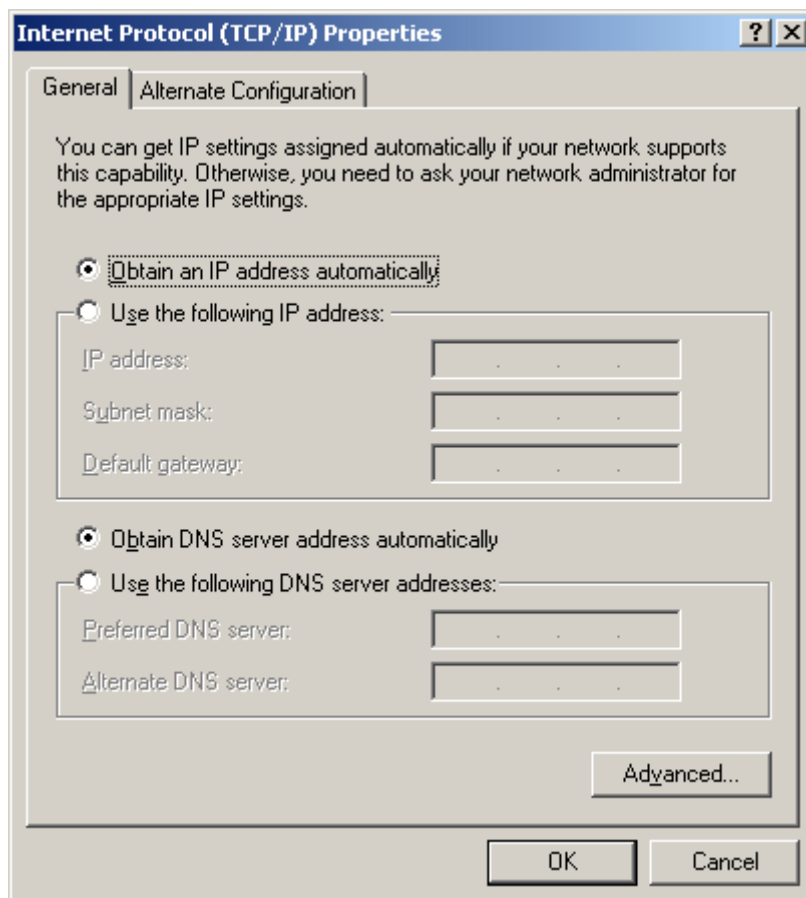 Internet Protocol (TCP/IP) Properties
General
Alternate Configuration
You can get IP settings assigned automatically if your network supports
this capability. Otherwise, you need to ask your network administrator for
the appropriate IP settings.
Obtain an IP address automatically
Use the following IP address:
IP address:
Subnet mask:
Default gateway:
Obtain DNS server address automatically
Use the following DNS server addresses:
Preferred DNS server:
Alternate DNS server:
Advanced...
OK
Cancel